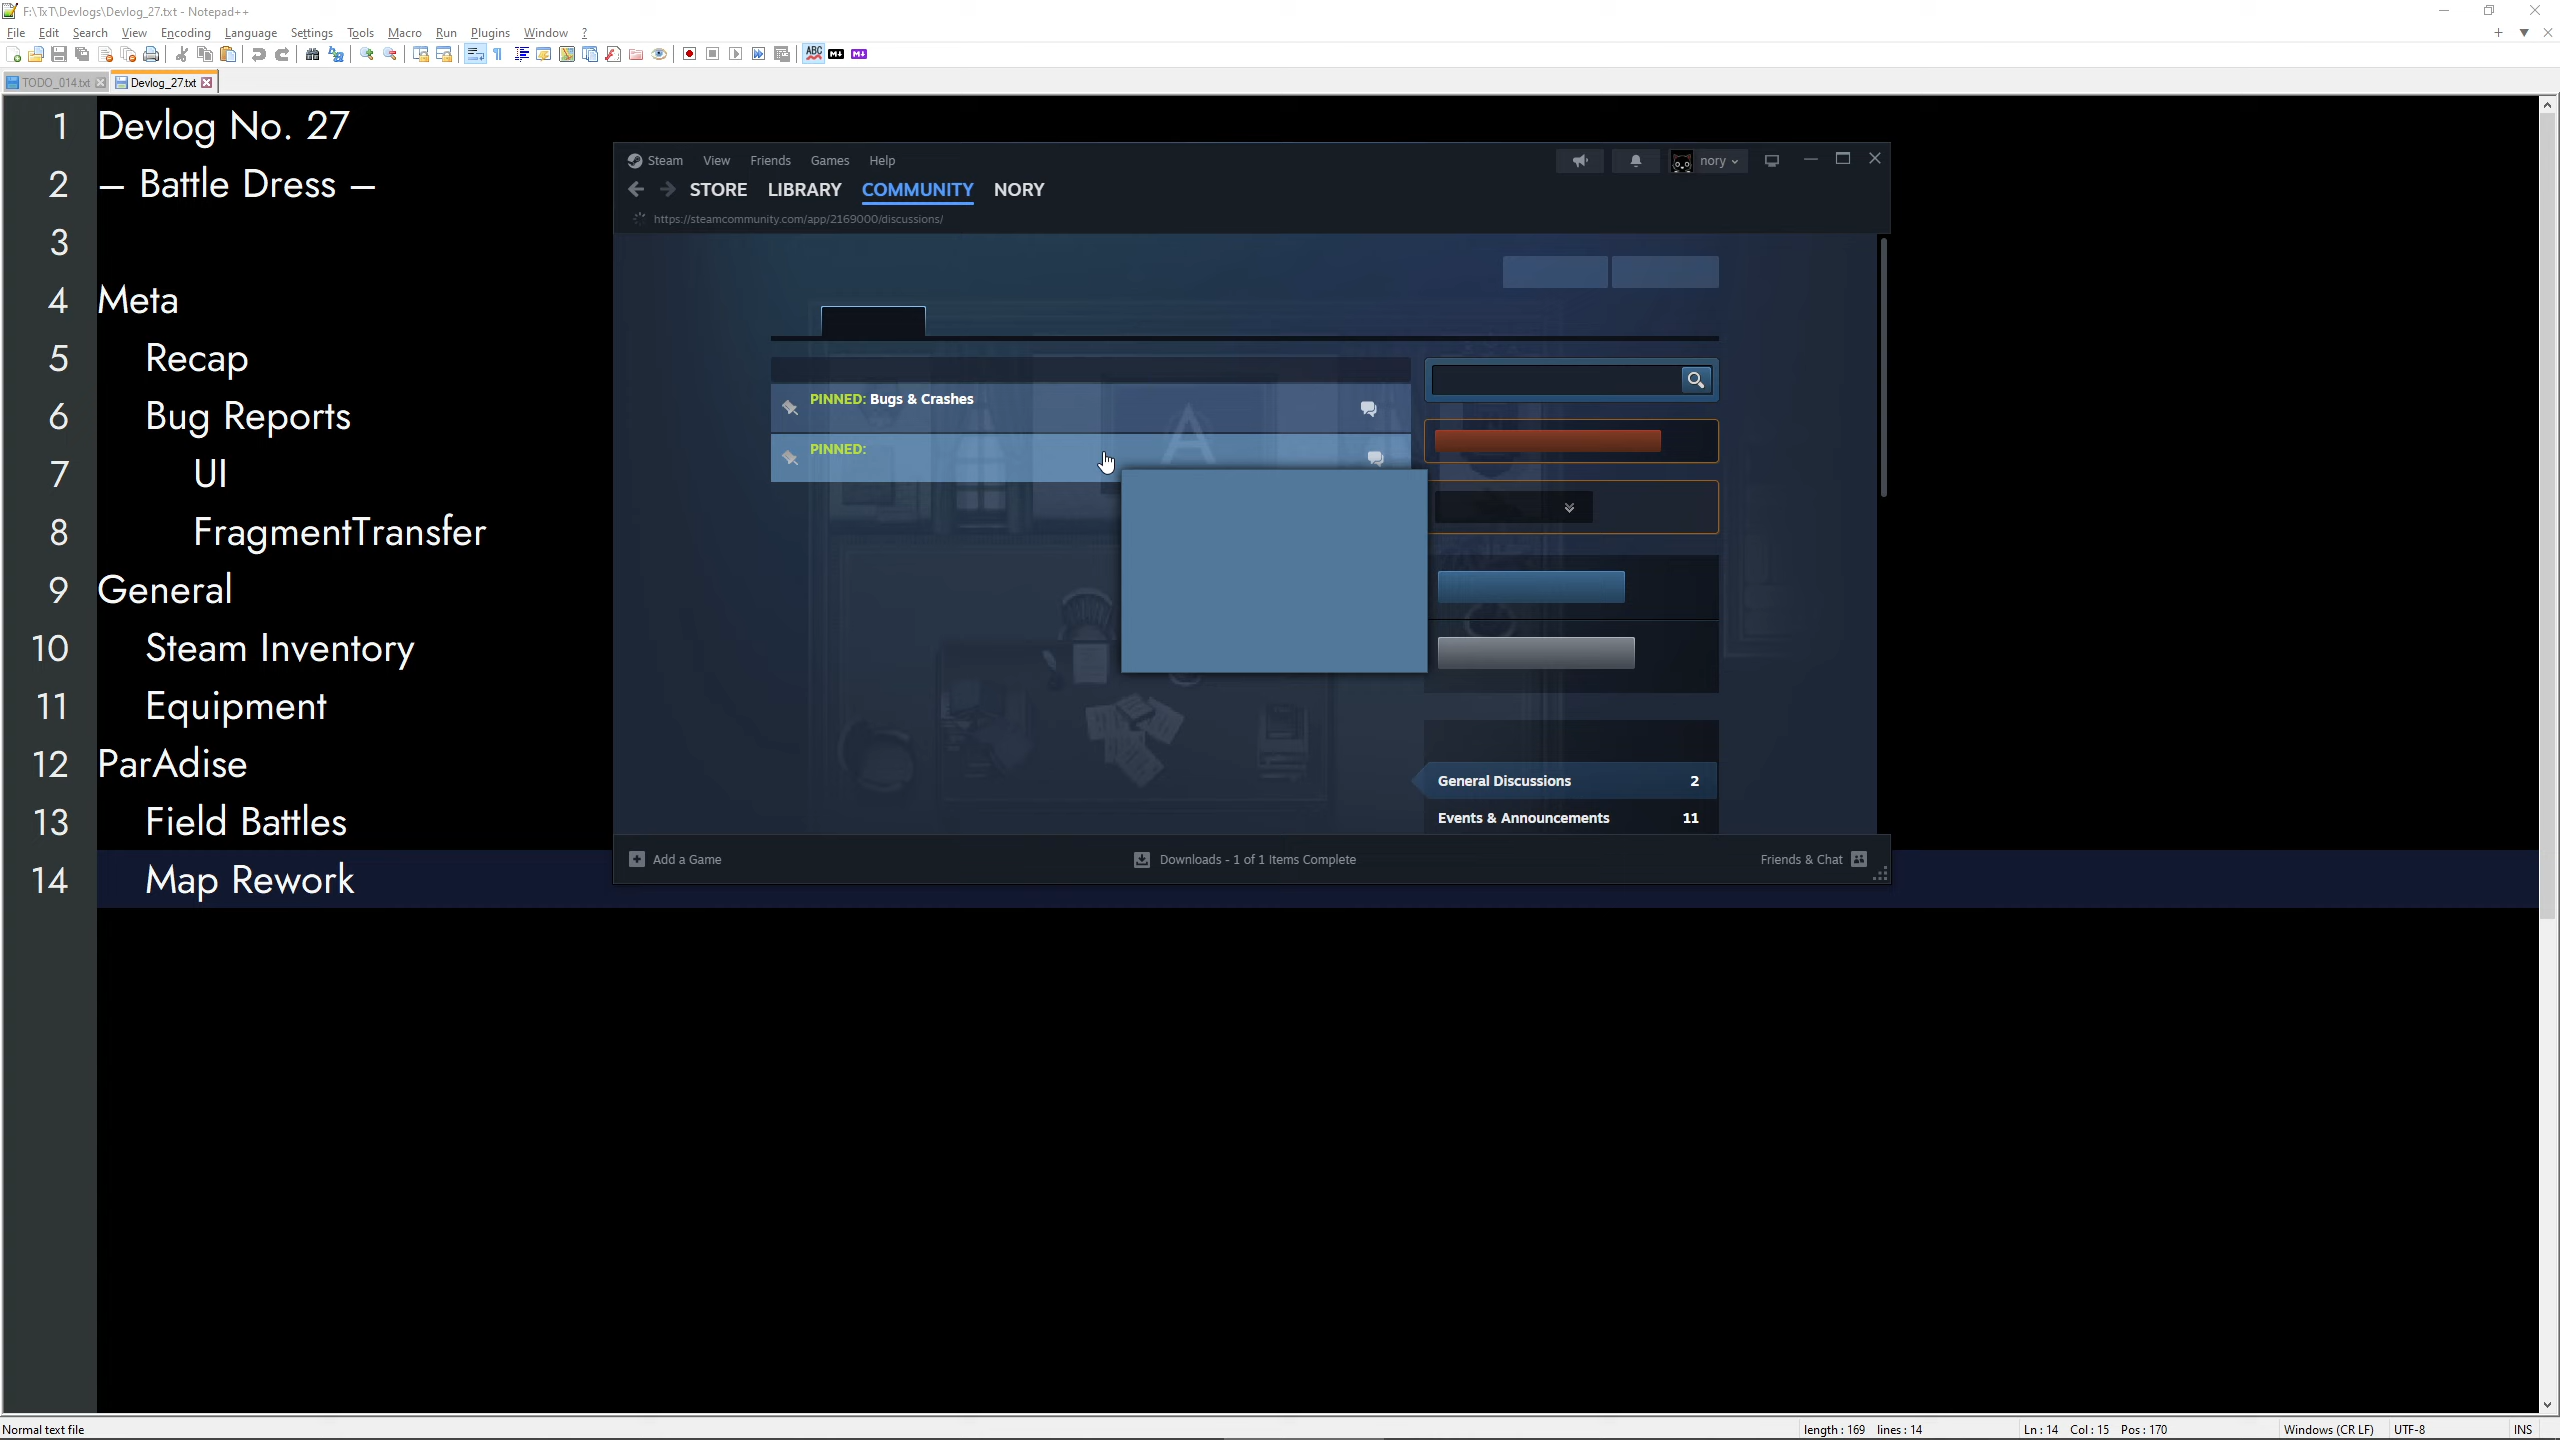 F:\TxT\Devlogs\Devlog_27.txt - Notepad++
File Edit Search View Encoding Language Settings Tools Macro Run Plugins Window ?
TODO_014.txt Devlog_27.txt
1 Devlog No. 27
2 – Battle Dress –
3
4 Meta
5 Recap
6 Bug Reports
7 UI
8 FragmentTransfer
9 General
10 Steam Inventory
11 Equipment
12 ParAdise
13 Field Battles
14 Map Rework
Steam View Friends Games Help
nory
STORE LIBRARY COMMUNITY NORY
https://steamcommunity.com/app/2169000/discussions/
PINNED: Bugs & Crashes
PINNED:
General Discussions 2
Events & Announcements 11
Add a Game
Downloads - 1 of 1 Items Complete
Friends & Chat
Normal text file
length : 169 lines : 14
Ln : 14 Col : 15 Pos : 170
Windows (CR LF)
UTF-8
INS